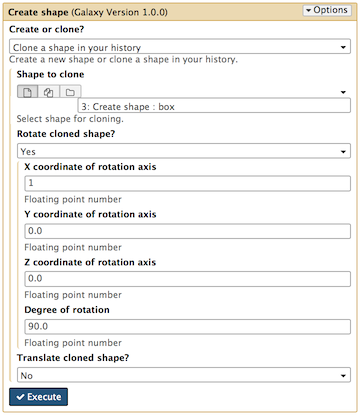 Create shape (Galaxy Version 1.0.0)
Options
Create or clone?
Clone a shape in your history
Create a new shape or clone a shape in your history.
Shape to clone
3: Create shape : box
Select shape for cloning.
Rotate cloned shape?
Yes
X coordinate of rotation axis
1
Floating point number
Y coordinate of rotation axis
0.0
Floating point number
Z coordinate of rotation axis
0.0
Floating point number
Degree of rotation
90.0
Floating point number
Translate cloned shape?
No
Execute